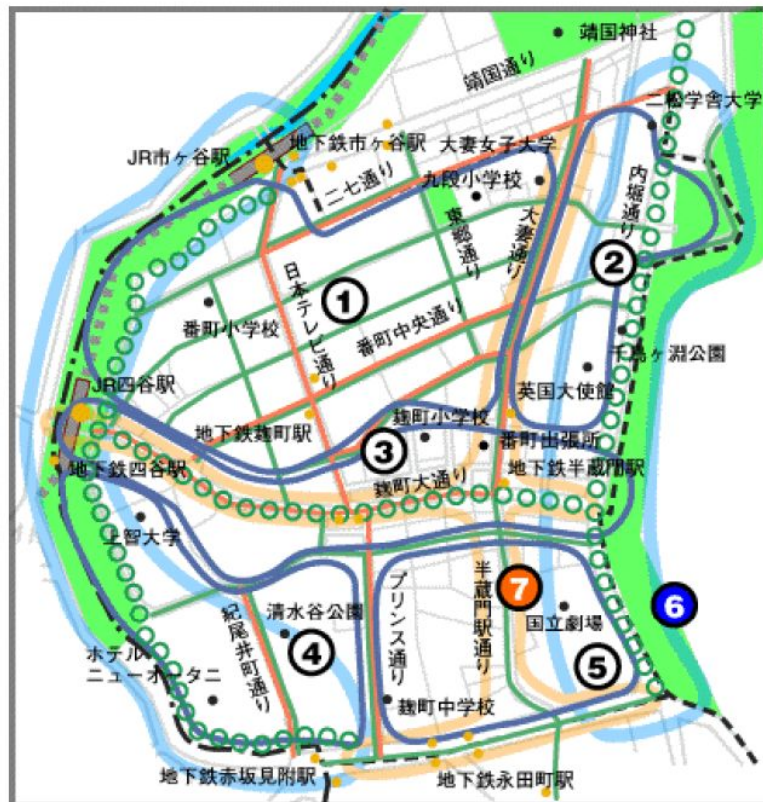 靖国神社
靖国通り
二松学舎大学
JR市ヶ谷駅
地下鉄市ヶ谷駅
大妻女子大学
二七通り
九段小学校
内堀通り
東郷通り
大妻通り
2
日本テレビ通り
1
番町小学校
番町中央通り
千鳥ヶ淵公園
英国大使館
JR四谷駅
地下鉄麹町駅
麹町小学校
3
番町出張所
地下鉄四谷駅
麹町大通り
地下鉄半蔵門駅
上智大学
プリンス通り
半蔵門駅通り
7
6
紀尾井町通り
清水谷公園
国立劇場
4
5
ホテル
ニューオータニ
麹町中学校
地下鉄赤坂見附駅
地下鉄永田町駅